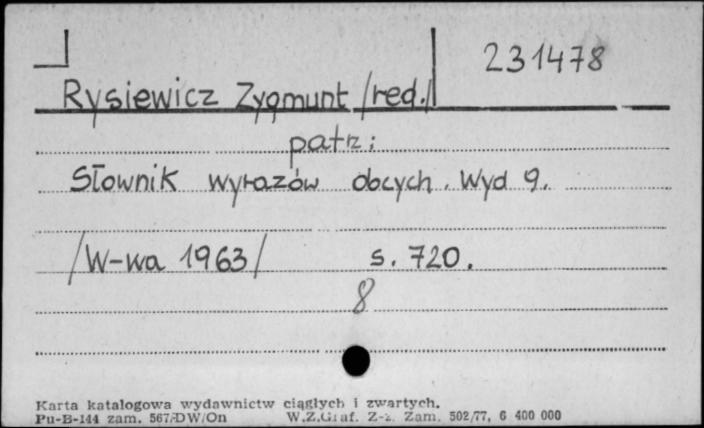 231478
Rysiewicz Zygmunt /red./
patrz:
Słownik wyrazów obcych. Wyd 9.
/W-wa 1963/ s. 720.
8
Karta katalogowa wydawnictw ciągłych i zwartych.
Pu-B-144 zam. 567/DW/On W.Z.Graf. Z-2. Zam. 502/77, 6 400 000